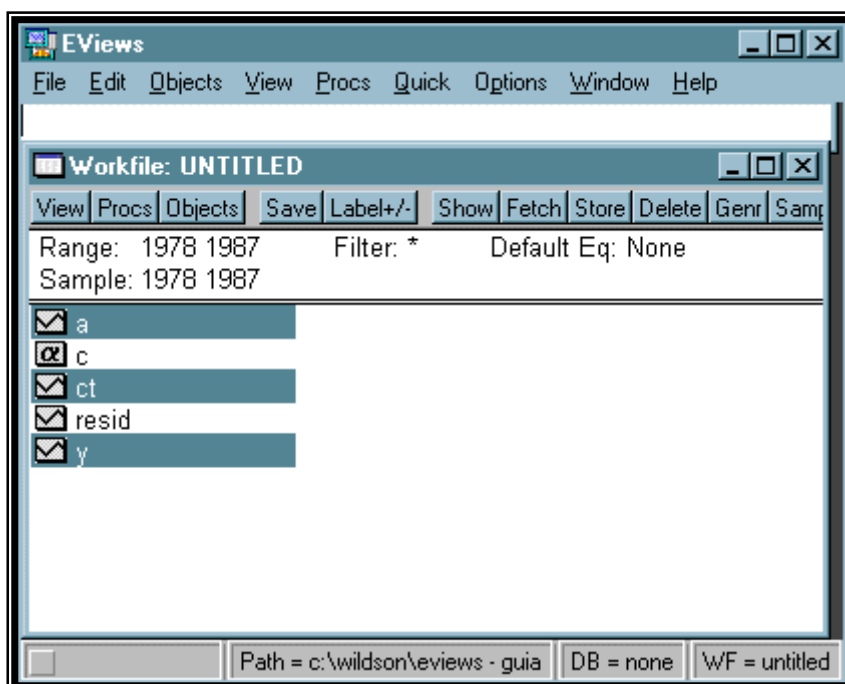 EViews
File Edit Objects View Procs Quick Options Window Help
Workfile: UNTITLED
View Procs Objects Save Label+/- Show Fetch Store Delete Genr Samp
Range: 1978 1987 Filter: * Default Eq: None
Sample: 1978 1987
a
α c
ct
resid
y
Path = c:\wildson\eviews - guia DB = none WF = untitled